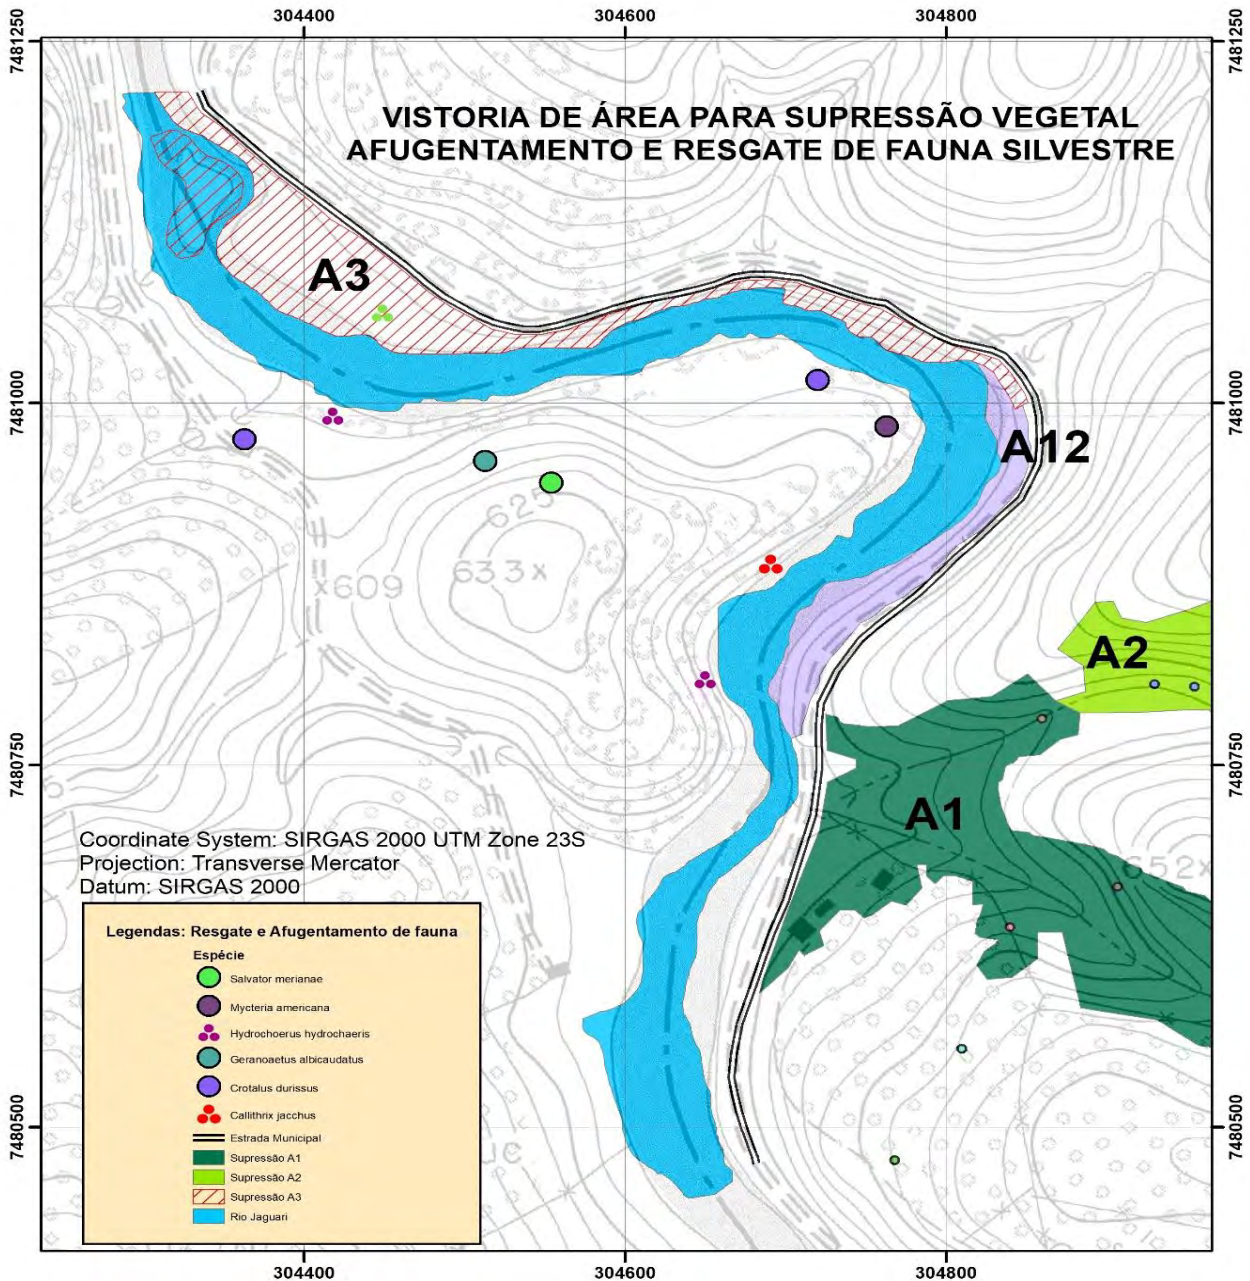 304400 304600 304800
7481250 7481250
VISTORIA DE ÁREA PARA SUPRESSÃO VEGETAL
AFUGENTAMENTO E RESGATE DE FAUNA SILVESTRE
A3
7481000 7481000
A12
625
633x
x609
A2
7480750 7480750
A1
652x
Coordinate System: SIRGAS 2000 UTM Zone 23S
Projection: Transverse Mercator
Datum: SIRGAS 2000
Legendas: Resgate e Afugentamento de fauna
Espécie
Salvator merianae
Mycteria americana
Hydrochoerus hydrochaeris
Geranoaetus albicaudatus
Crotalus durissus
Callithrix jacchus
Estrada Municipal
Supressão A1
Supressão A2
Supressão A3
Rio Jaguari
7480500 7480500
304400 304600 304800